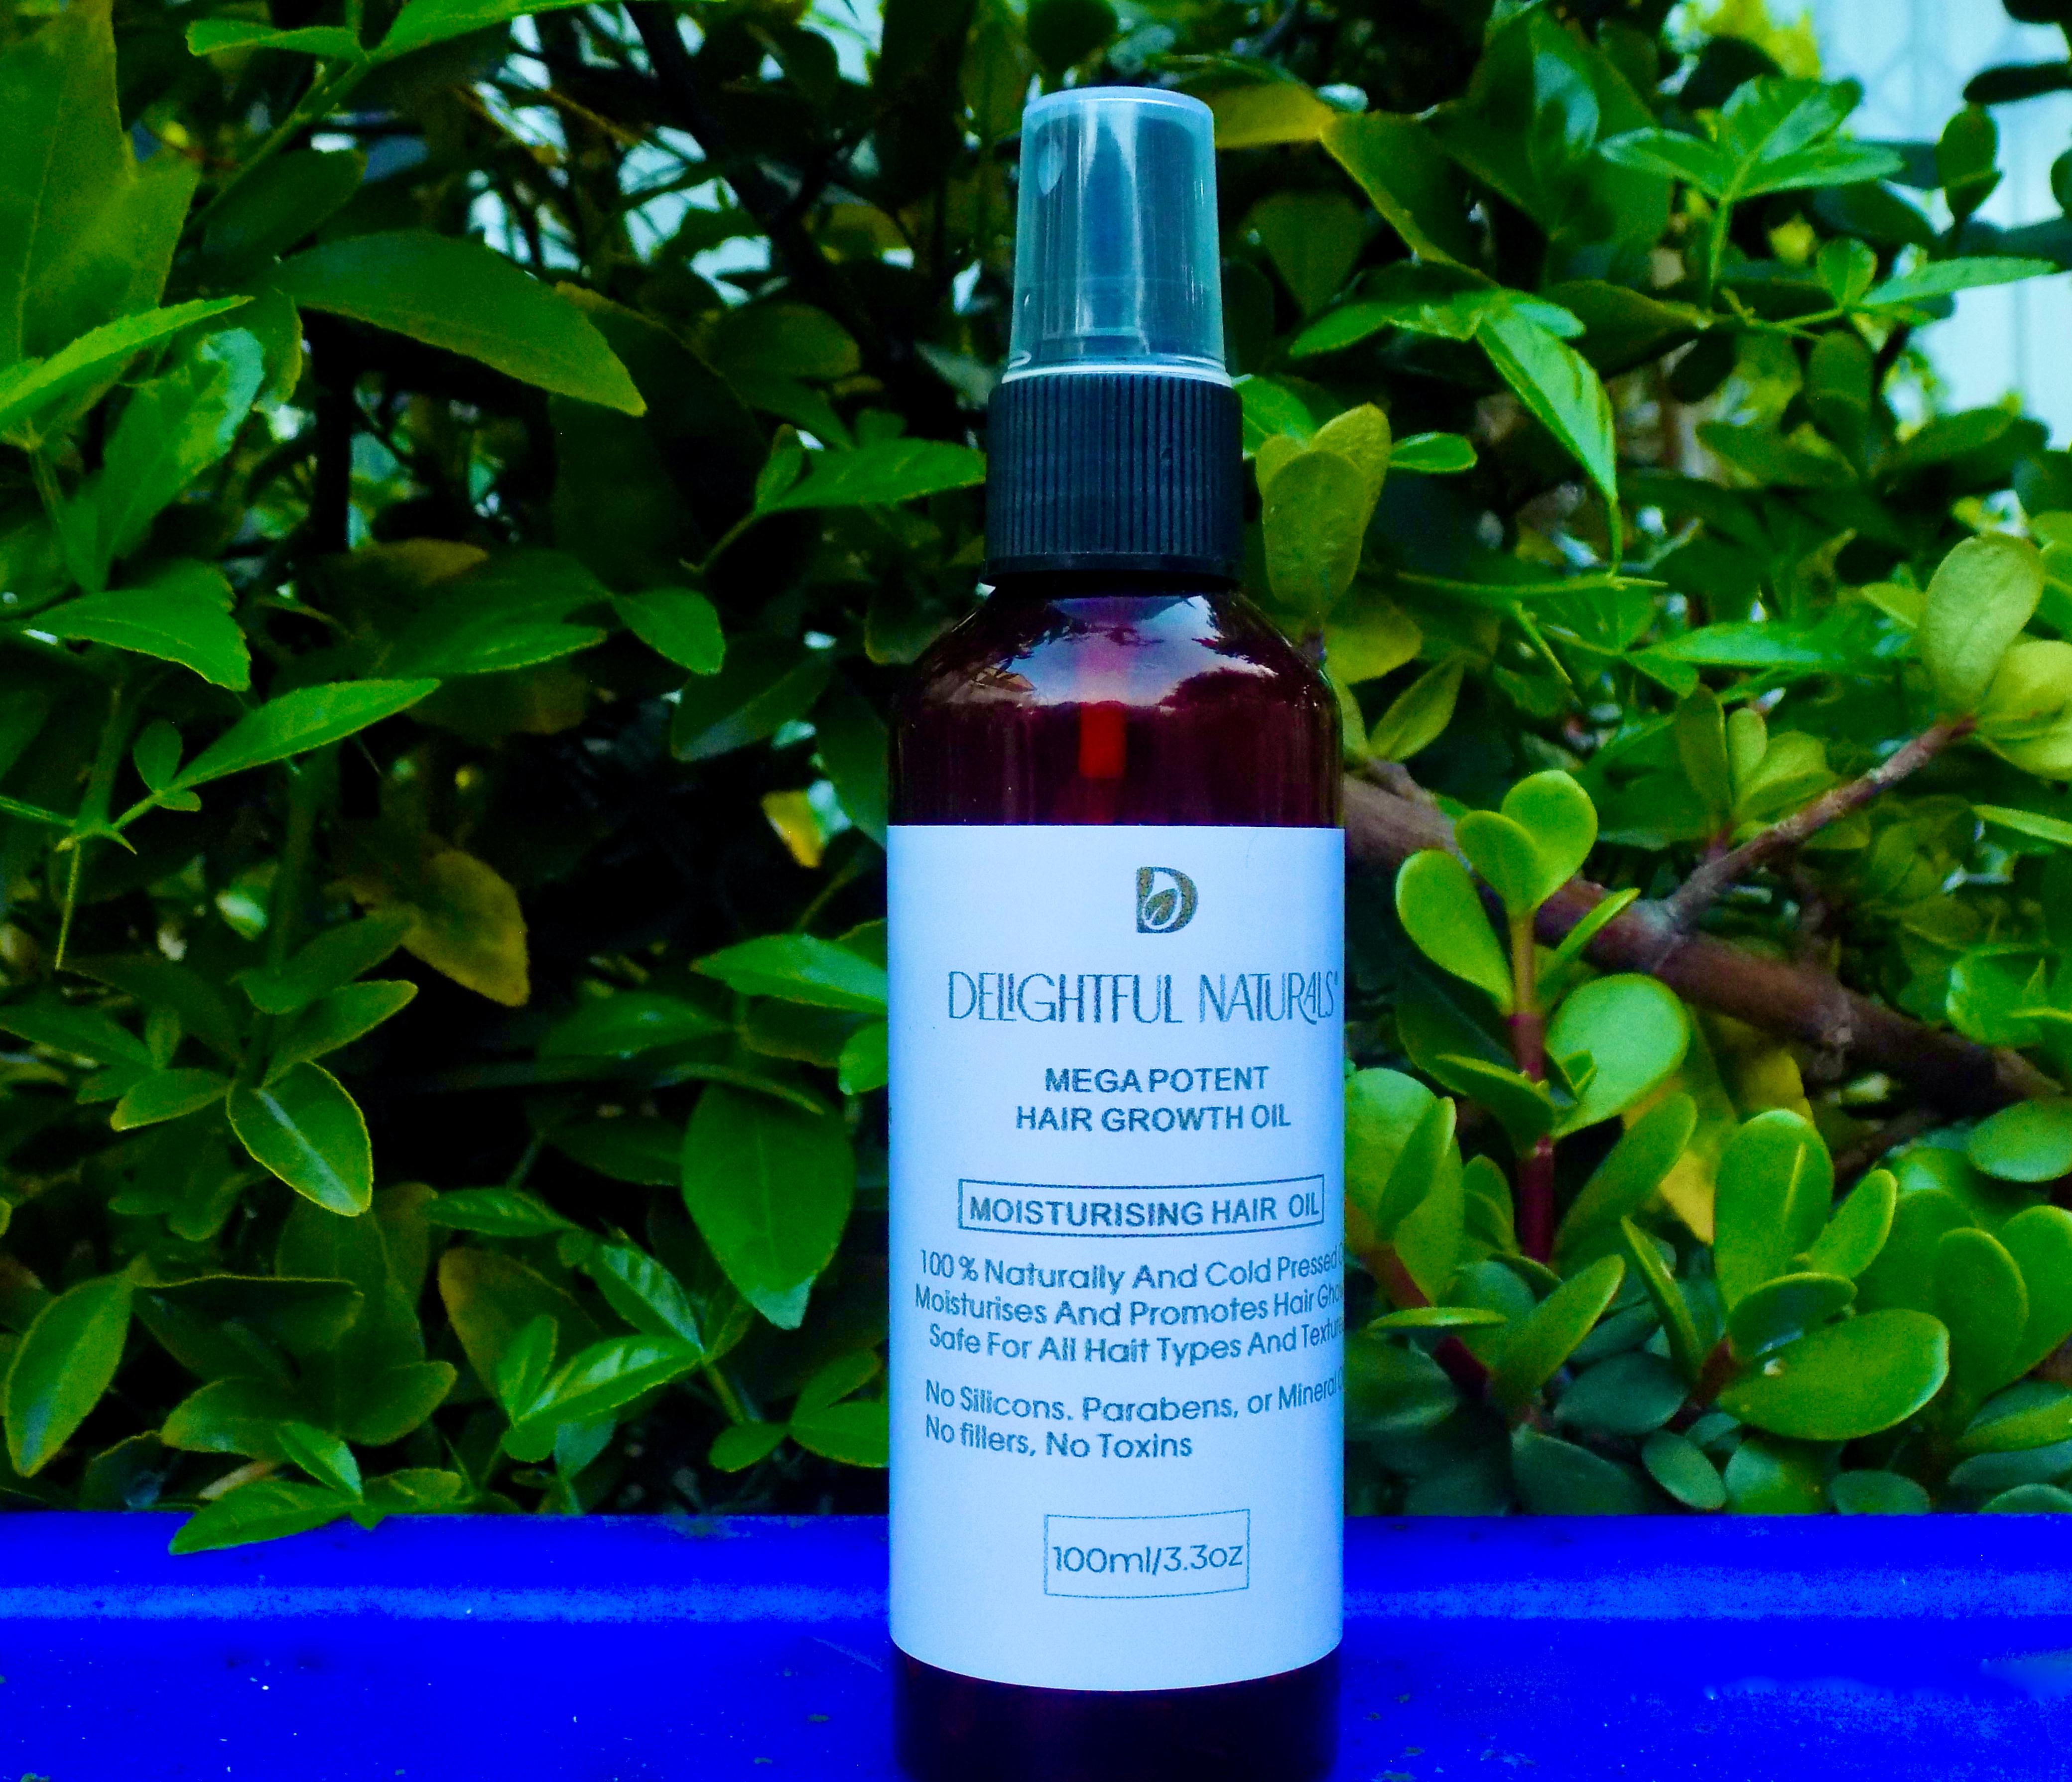 DELIGHTFUL NATURALS
MEGA POTENT
HAIR GROWTH OIL
MOISTURISING HAIR OIL
100% Naturally And Cold Pressed
Moisturises And Promotes Hair
Safe For All Hait Types And
No Silicons. Parabens, or Mineral
No fillers, No Toxins
100ml/3.3oz